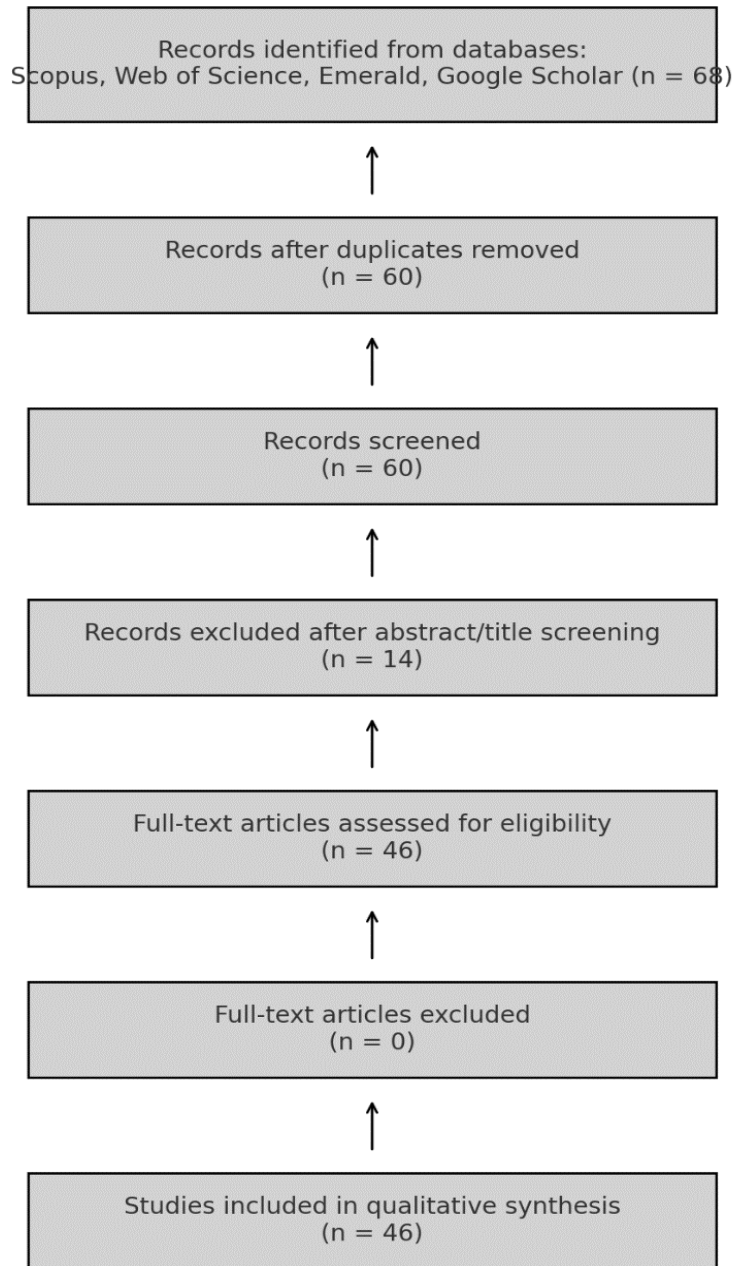 Records identified from databases:
Scopus, Web of Science, Emerald, Google Scholar (n = 68)
Records after duplicates removed
(n = 60)
Records screened
(n = 60)
Records excluded after abstract/title screening
(n = 14)
Full-text articles assessed for eligibility
(n = 46)
Full-text articles excluded
(n = 0)
Studies included in qualitative synthesis
(n = 46)